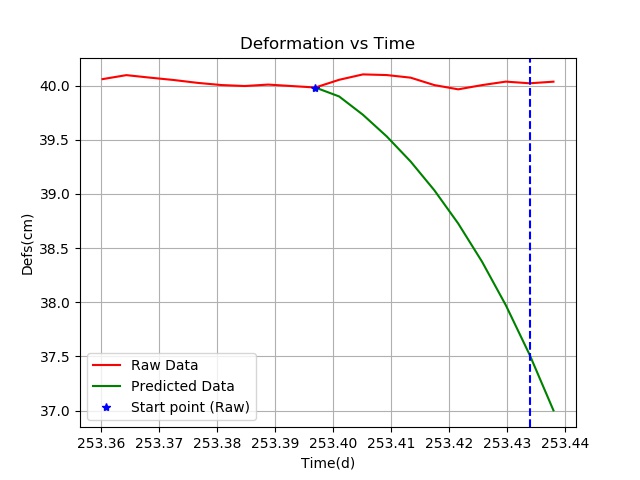 Deformation vs Time
Defs(cm)
40.0
39.5
39.0
38.5
38.0
37.5
37.0
Raw Data
Predicted Data
Start point (Raw)
253.36 253.37 253.38 253.39 253.40 253.41 253.42 253.43 253.44
Time(d)